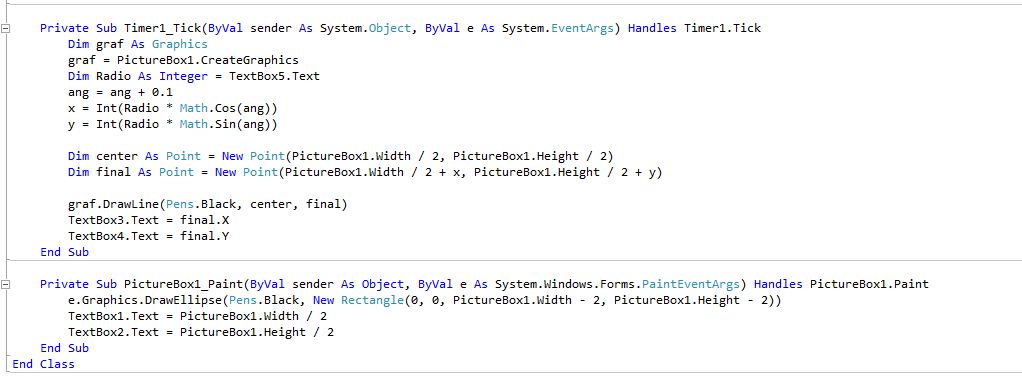 Private Sub Timer1_Tick(ByVal sender As System.Object, ByVal e As System.EventArgs) Handles Timer1.Tick
Dim graf As Graphics
graf = PictureBox1.CreateGraphics
Dim Radio As Integer = TextBox5.Text
ang = ang + 0.1
x = Int(Radio * Math.Cos(ang))
y = Int(Radio * Math.Sin(ang))
Dim center As Point = New Point(PictureBox1.Width / 2, PictureBox1.Height / 2)
Dim final As Point = New Point(PictureBox1.Width / 2 + x, PictureBox1.Height / 2 + y)
graf.DrawLine(Pens.Black, center, final)
TextBox3.Text = final.X
TextBox4.Text = final.Y
End Sub
Private Sub PictureBox1_Paint(ByVal sender As Object, ByVal e As System.Windows.Forms.PaintEventArgs) Handles PictureBox1.Paint
e.Graphics.DrawEllipse(Pens.Black, New Rectangle(0, 0, PictureBox1.Width - 2, PictureBox1.Height - 2))
TextBox1.Text = PictureBox1.Width / 2
TextBox2.Text = PictureBox1.Height / 2
End Sub
End Class